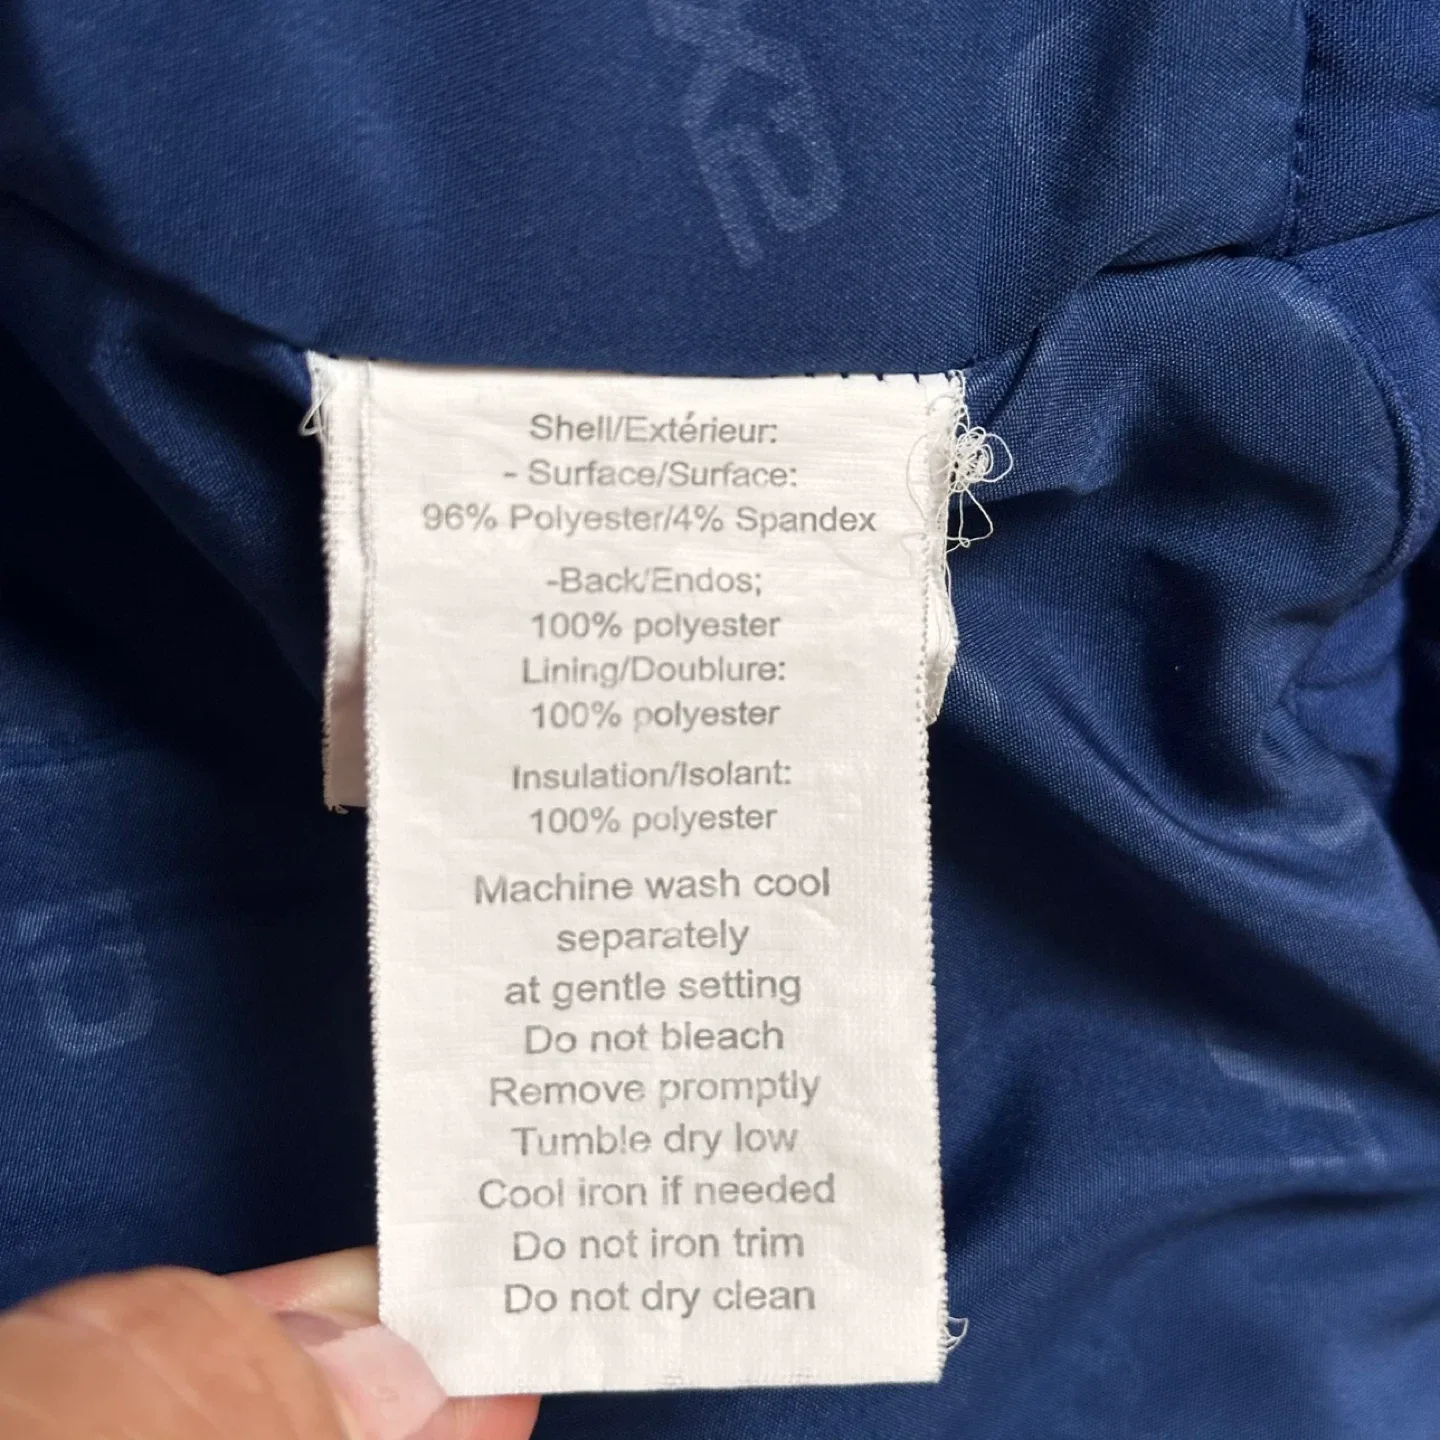 Shell/Extérieur:
- Surface/Surface:
96% Polyester/4% Spandex
-Back/Endos;
100% polyester
Lining/Doublure:
100% polyester
Insulation/Isolant:
100% polyester
Machine wash cool
separately
at gentle setting
Do not bleach
Remove promptly
Tumble dry low
Cool iron if needed
Do not iron trim
Do not dry clean